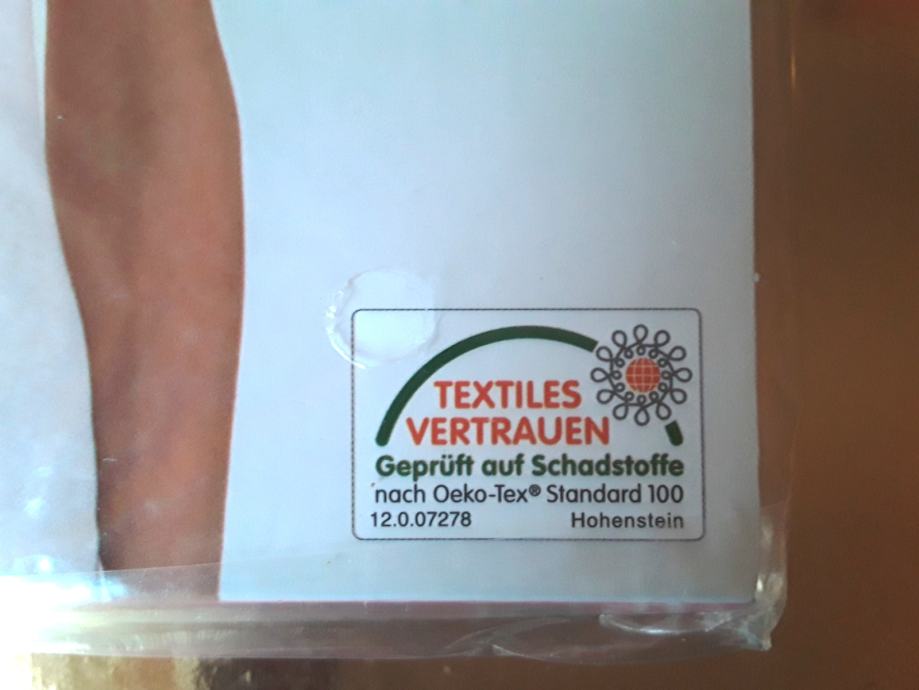 TEXTILES
VERTRAUEN
Geprüft auf Schadstoffe
nach Oeko-Tex® Standard 100
12.0.07278 Hohenstein